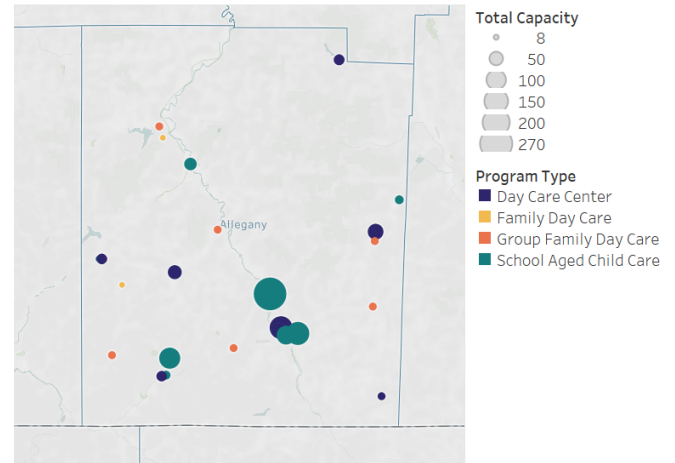 Allegany
Total Capacity
8
50
100
150
200
270
Program Type
Day Care Center
Family Day Care
Group Family Day Care
School Aged Child Care